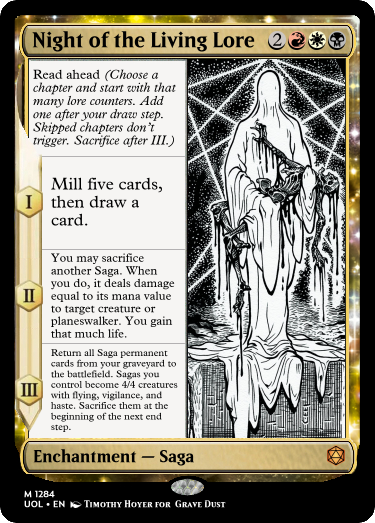 Night of the Living Lore 2
Read ahead (Choose a
chapter and start with that
many lore counters. Add
one after your draw step.
Skipped chapters don't
trigger. Sacrifice after III.)
I
Mill five cards,
then draw a
card.
II
You may sacrifice
another Saga. When
you do, it deals damage
equal to its mana value
to target creature or
planeswalker. You gain
that much life.
III
Return all Saga permanent
cards from your graveyard to
the battlefield. Sagas you
control become 4/4 creatures
with flying, vigilance, and
haste. Sacrifice them at the
beginning of the next end
step.
Enchantment — Saga
M 1284
UOL • EN Timothy Hoyer for Grave Dust